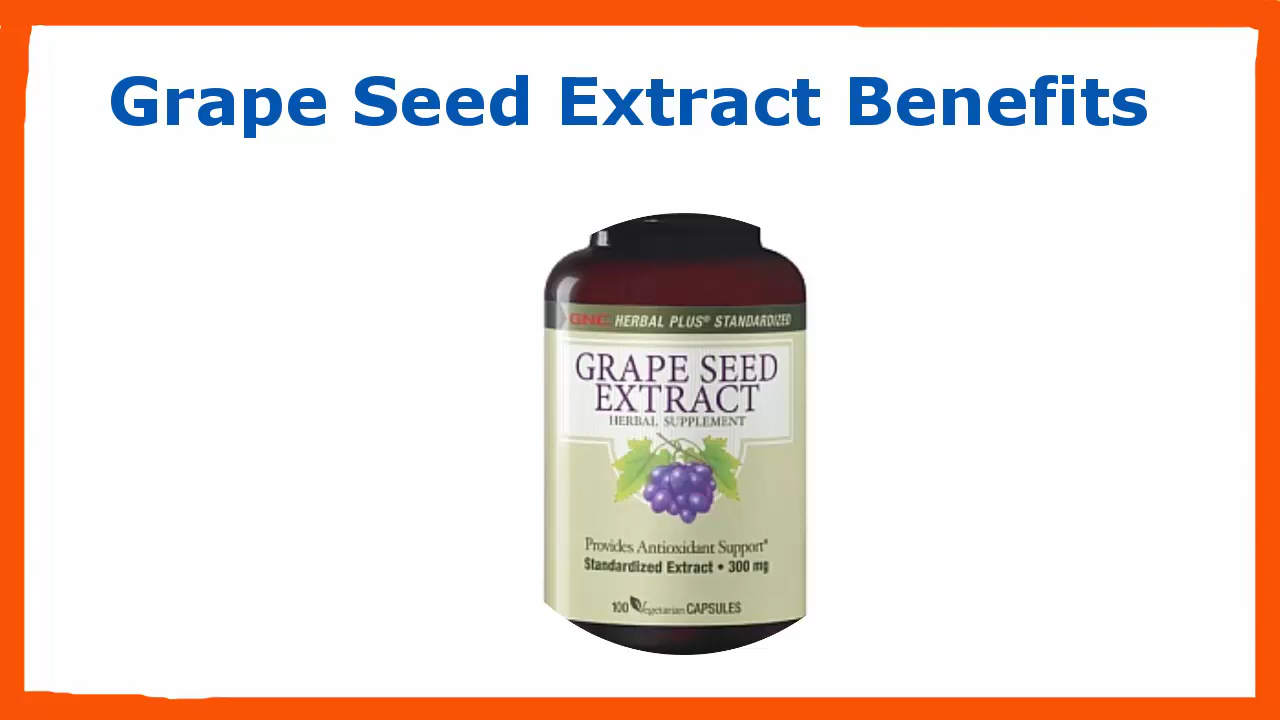 Grape Seed Extract Benefits
GNC HERBAL PLUS® STANDARDIZED
GRAPE SEED
EXTRACT
HERBAL SUPPLEMENT
Provides Antioxidant Support*
Standardized Extract • 300 mg
100 Vegetarian CAPSULES